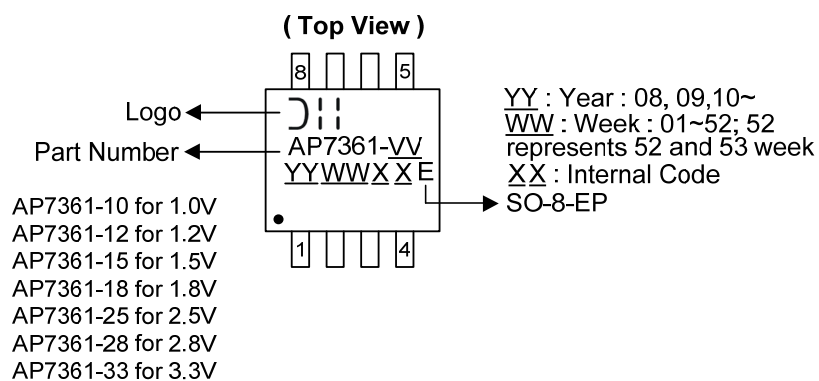 ( Top View )
8 5
Logo
Part Number
AP7361-VV
YYWWXXE
YY : Year : 08, 09,10~
WW : Week : 01~52; 52
represents 52 and 53 week
XX : Internal Code
SO-8-EP
1 4
AP7361-10 for 1.0V
AP7361-12 for 1.2V
AP7361-15 for 1.5V
AP7361-18 for 1.8V
AP7361-25 for 2.5V
AP7361-28 for 2.8V
AP7361-33 for 3.3V